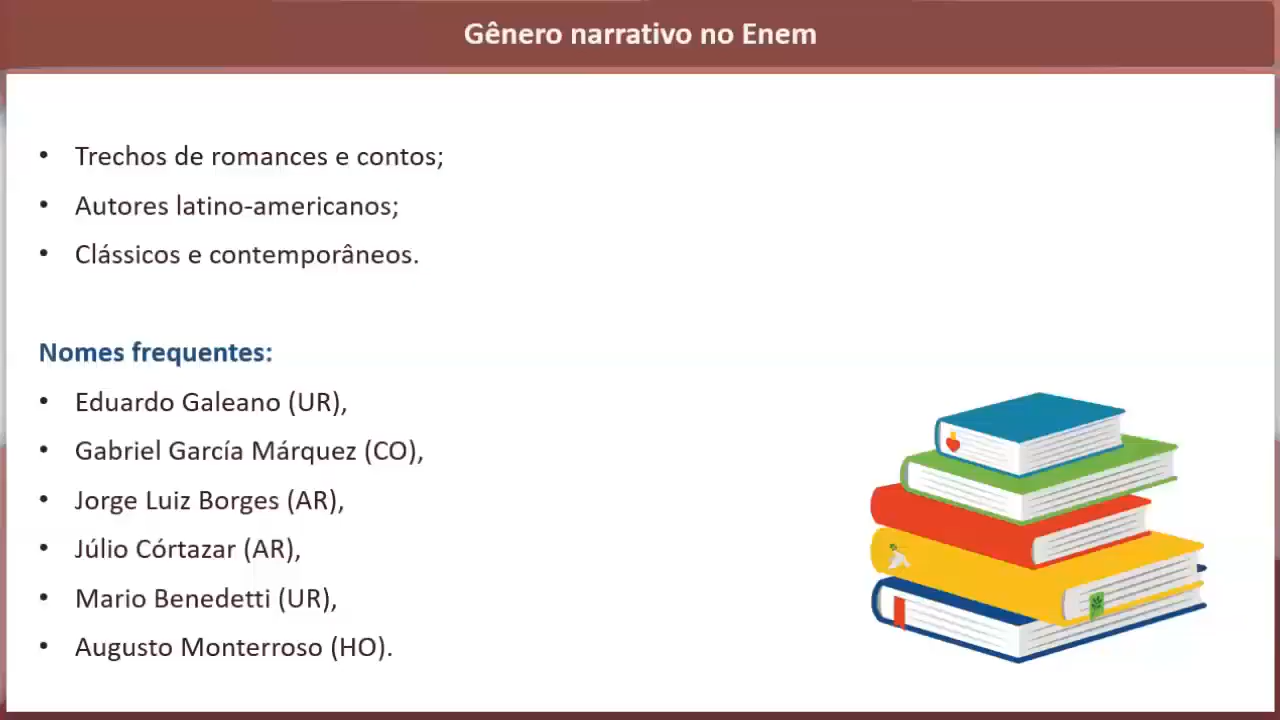 Gênero narrativo no Enem
• Trechos de romances e contos;
• Autores latino-americanos;
• Clássicos e contemporâneos.
Nomes frequentes:
• Eduardo Galeano (UR),
• Gabriel García Márquez (CO),
• Jorge Luiz Borges (AR),
• Júlio Córtazar (AR),
• Mario Benedetti (UR),
• Augusto Monterroso (HO).